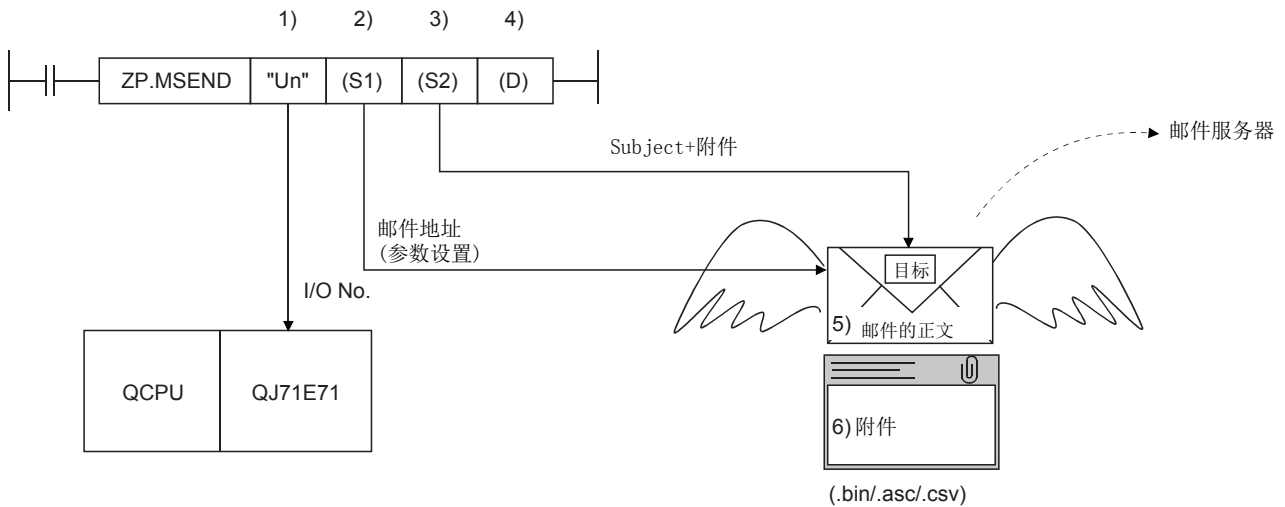 1) 2) 3) 4)
ZP.MSEND "Un" (S1) (S2) (D)
邮件服务器
Subject+附件
邮件地址
(参数设置)
目标
I/O No.
5) 邮件的正文
QCPU QJ71E71
6) 附件
(.bin/.asc/.csv)